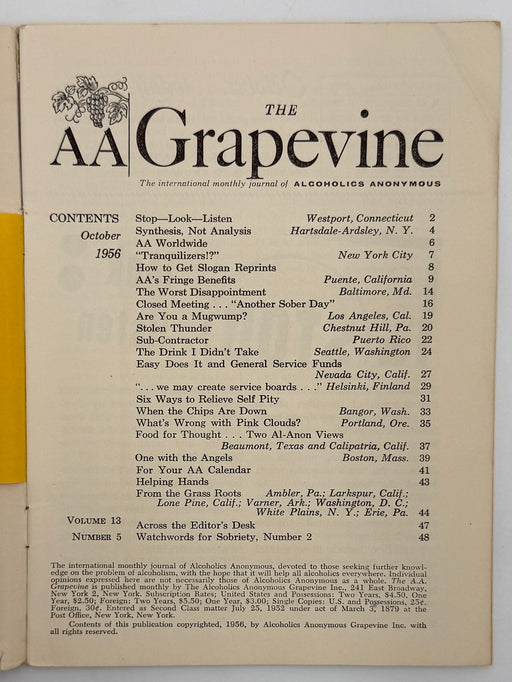 THE
AA Grapevine
The international monthly journal of ALCOHOLICS ANONYMOUS
CONTENTS
October
1956
Stop—Look—Listen Westport, Connecticut 2
Synthesis, Not Analysis Hartsdale-Ardsley, N. Y. 4
AA Worldwide 6
“Tranquilizers!?” New York City 7
How to Get Slogan Reprints 8
AA's Fringe Benefits Puente, California 9
The Worst Disappointment Baltimore, Md. 14
Closed Meeting . . . “Another Sober Day” 16
Are You a Mugwump? Los Angeles, Cal. 19
Stolen Thunder Chestnut Hill, Pa. 20
Sub-Contractor Puerto Rico 22
The Drink I Didn't Take Seattle, Washington 24
Easy Does It and General Service Funds
Nevada City, Calif. 27
“. . . we may create service boards . . .” Helsinki, Finland 29
Six Ways to Relieve Self Pity 31
When the Chips Are Down Bangor, Wash. 33
What's Wrong with Pink Clouds? Portland, Ore. 35
Food for Thought . . . Two Al-Anon Views
Beaumont, Texas and Calipatria, Calif. 37
One with the Angels Boston, Mass. 39
For Your AA Calendar 41
Helping Hands 43
From the Grass Roots Ambler, Pa.; Larkspur, Calif.;
Lone Pine, Cal.; Varner, Ark.; Washington, D. C.;
White Plains, N. Y.; Erie, Pa. 44
Across the Editor's Desk 47
Watchwords for Sobriety, Number 2 48
VOLUME 13
NUMBER 5
The international monthly journal of Alcoholics Anonymous, devoted to those seeking further knowl-
edge on the problem of alcoholism, with the hope that it will help all alcoholics everywhere. Individual
opinions expressed here are not necessarily those of Alcoholics Anonymous as a whole. The A.A.
Grapevine is published monthly by The Alcoholics Anonymous Grapevine Inc., 241 East Broadway,
New York 2, New York. Subscription Rates; United States and Possessions: Two Years, $4.50, One
Year, $2.50; Foreign: Two Years, $5.50; One Year, $3.00; Single Copies: U.S. and Possessions, 25¢.
Foreign, 30¢. Entered as Second Class matter July 25, 1952 under act of March 3, 1879 at the
Post Office, New York, New York.
Contents of this publication copyrighted, 1956, by Alcoholics Anonymous Grapevine Inc. with
all rights reserved.